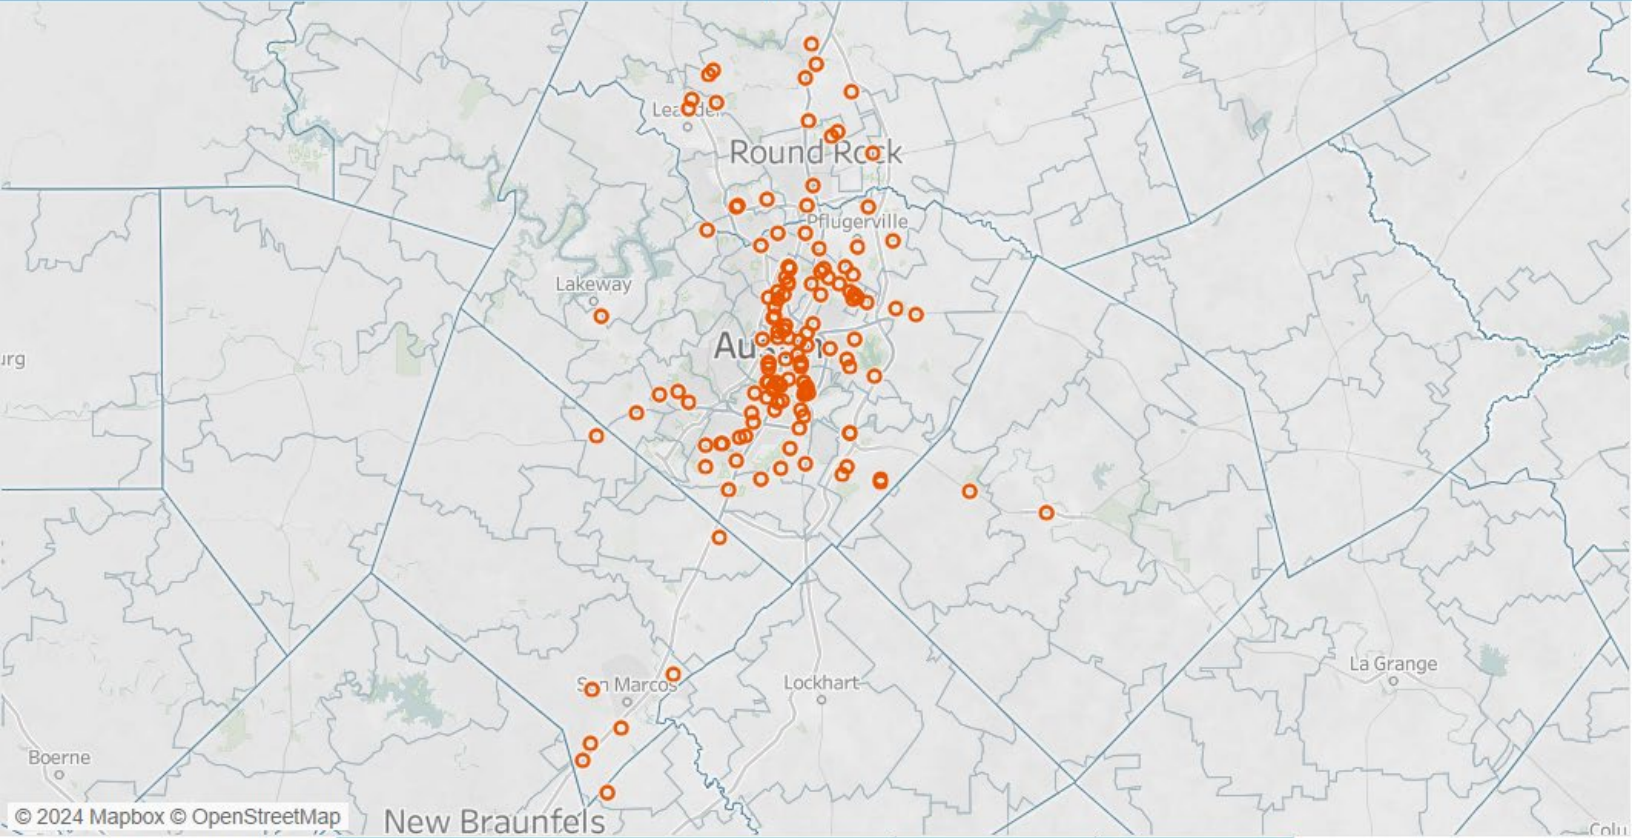 Leander
Round Rock
Pflugerville
Lakeway
urg
Austin
San Marcos
Lockhart
La Grange
Boerne
© 2024 Mapbox © OpenStreetMap
New Braunfels
Colu